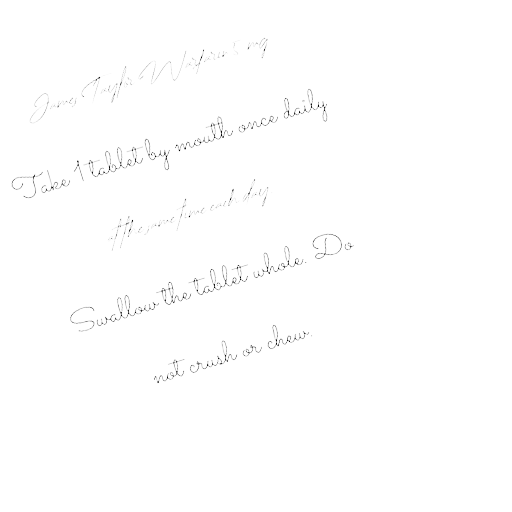 James Taylor Warfarin 5 mg
Take 1 tablet by mouth once daily
at the same time each day
Swallow the tablet whole. Do
not crush or chew.